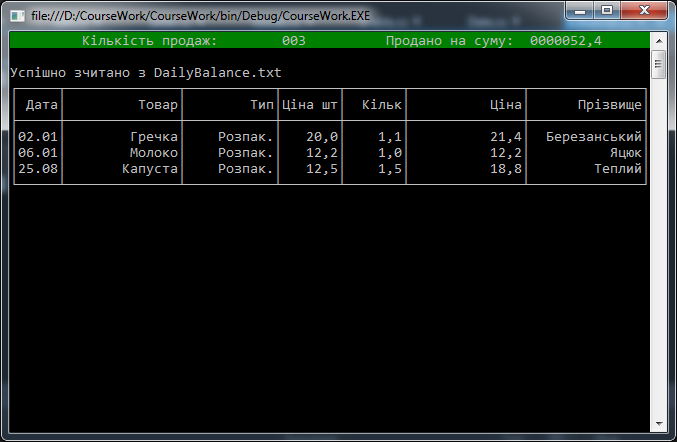 file:///D:/CourseWork/CourseWork/bin/Debug/CourseWork.EXE
Кількість продаж: 003 Продано на суму: 0000052,4
Успішно зчитано з DailyBalance.txt
Дата Товар Тип Ціна шт Кільк Ціна Прізвище
02.01 Гречка Розпак. 20,0 1,1 21,4 Березанський
06.01 Молоко Розпак. 12,2 1,0 12,2 Яцюк
25.08 Капуста Розпак. 12,5 1,5 18,8 Теплий